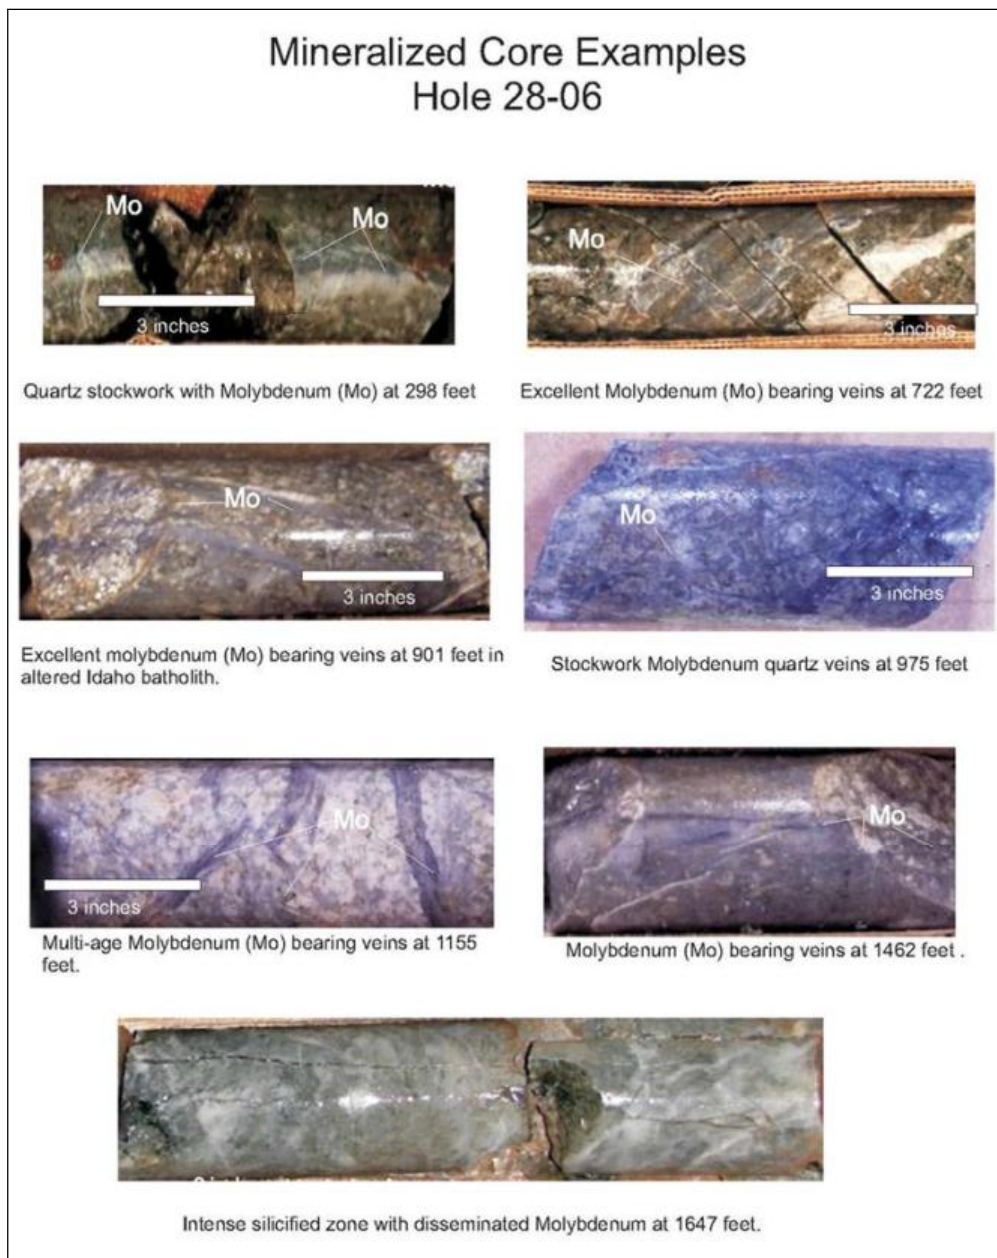 Mineralized Core Examples
Hole 28-06
Mo
Mo
3 inches
Quartz stockwork with Molybdenum (Mo) at 298 feet
Mo
3 inches
Excellent Molybdenum (Mo) bearing veins at 722 feet
Mo
3 inches
Excellent molybdenum (Mo) bearing veins at 901 feet in
altered Idaho batholith.
Mo
3 inches
Stockwork Molybdenum quartz veins at 975 feet
Mo
3 inches
Multi-age Molybdenum (Mo) bearing veins at 1155
feet.
Mo
Molybdenum (Mo) bearing veins at 1462 feet .
Intense silicified zone with disseminated Molybdenum at 1647 feet.